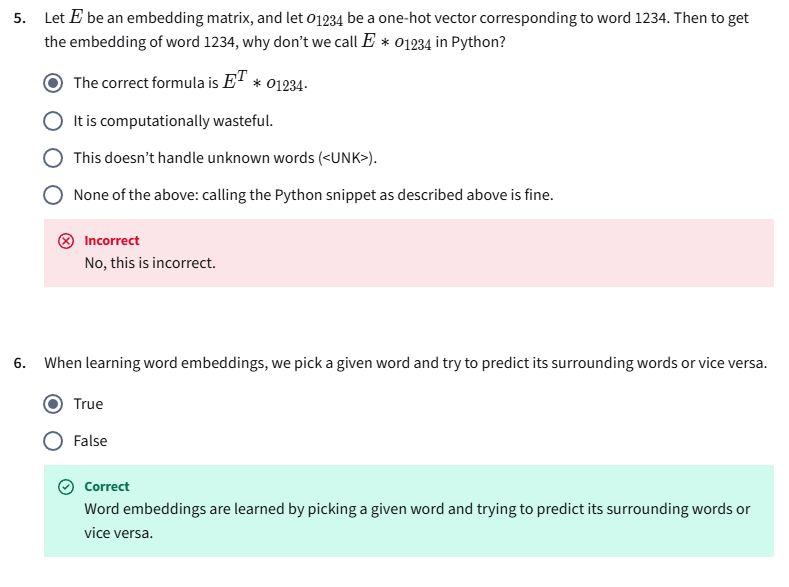 5. Let E be an embedding matrix, and let o₁₂₃₄ be a one-hot vector corresponding to word 1234. Then to get
the embedding of word 1234, why don't we call E ∗ o₁₂₃₄ in Python?
The correct formula is Eᵀ ∗ o₁₂₃₄.
It is computationally wasteful.
This doesn't handle unknown words (<UNK>).
None of the above: calling the Python snippet as described above is fine.
Incorrect
No, this is incorrect.
6. When learning word embeddings, we pick a given word and try to predict its surrounding words or vice versa.
True
False
Correct
Word embeddings are learned by picking a given word and trying to predict its surrounding words or
vice versa.